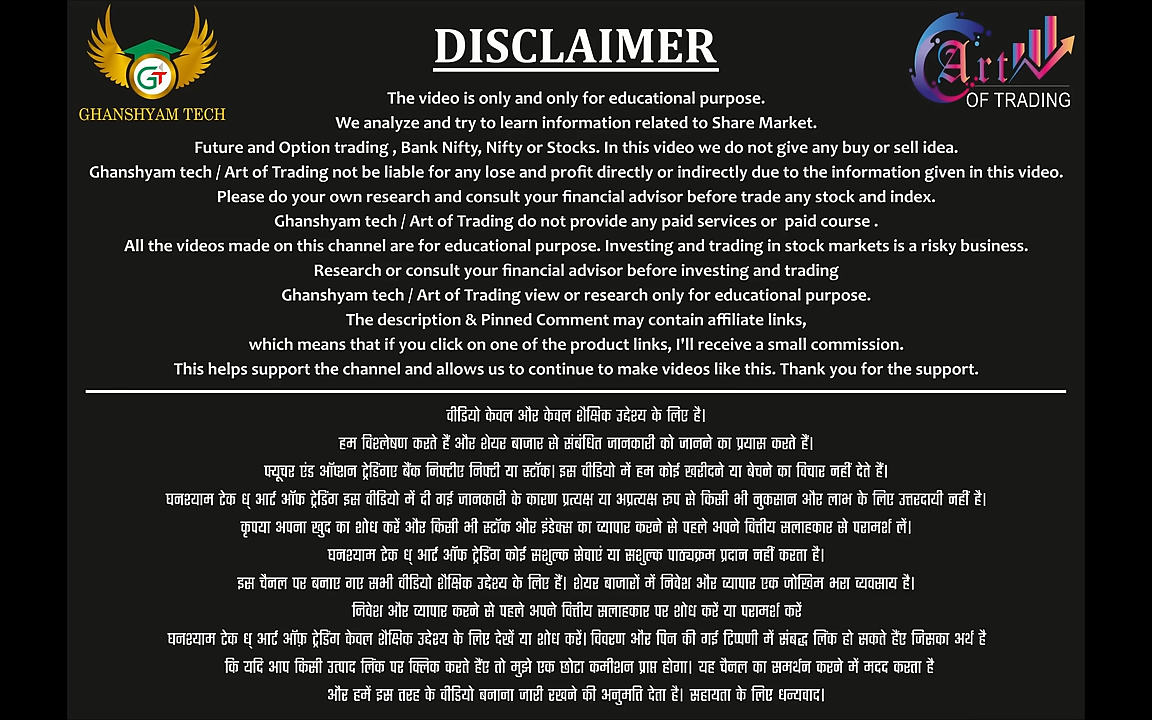 GT
GHANSHYAM TECH
DISCLAIMER
Art
OF TRADING
The video is only and only for educational purpose.
We analyze and try to learn information related to Share Market.
Future and Option trading , Bank Nifty, Nifty or Stocks. In this video we do not give any buy or sell idea.
Ghanshyam tech / Art of Trading not be liable for any lose and profit directly or indirectly due to the information given in this video.
Please do your own research and consult your financial advisor before trade any stock and index.
Ghanshyam tech / Art of Trading do not provide any paid services or  paid course .
All the videos made on this channel are for educational purpose. Investing and trading in stock markets is a risky business.
Research or consult your financial advisor before investing and trading
Ghanshyam tech / Art of Trading view or research only for educational purpose.
The description & Pinned Comment may contain affiliate links,
which means that if you click on one of the product links, I'll receive a small commission.
This helps support the channel and allows us to continue to make videos like this. Thank you for the support.
वीडियो केवल और केवल शैक्षिक उद्देश्य के लिए है।
हम विश्लेषण करते हैं और शेयर बाजार से संबंधित जानकारी को जानने का प्रयास करते हैं।
फ्यूचर एंड ऑप्शन ट्रेडिंगए बैंक निफ्टीए निफ्टी या स्टॉक। इस वीडियो में हम कोई खरीदने या बेचने का विचार नहीं देते हैं।
घनश्याम टेक ध् आर्ट ऑफ ट्रेडिंग इस वीडियो में दी गई जानकारी के कारण प्रत्यक्ष या अप्रत्यक्ष रूप से किसी भी नुकसान और लाभ के लिए उत्तरदायी नहीं है।
कृपया अपना खुद का शोध करें और किसी भी स्टॉक और इंडेक्स का व्यापार करने से पहले अपने वित्तीय सलाहकार से परामर्श लें।
घनश्याम टेक ध् आर्ट ऑफ ट्रेडिंग कोई सशुल्क सेवाएं या सशुल्क पाठ्यक्रम प्रदान नहीं करता है।
इस चैनल पर बनाए गए सभी वीडियो शैक्षिक उद्देश्य के लिए हैं। शेयर बाजारों में निवेश और व्यापार एक जोखिम भरा व्यवसाय है।
निवेश और व्यापार करने से पहले अपने वित्तीय सलाहकार पर शोध करें या परामर्श करें
घनश्याम टेक ध् आर्ट ऑफ़ ट्रेडिंग केवल शैक्षिक उद्देश्य के लिए देखें या शोध करें। विवरण और पिन की गई टिप्पणी में संबद्ध लिंक हो सकते हैंए जिसका अर्थ है
कि यदि आप किसी उत्पाद लिंक पर क्लिक करते हैंए तो मुझे एक छोटा कमीशन प्राप्त होगा। यह चैनल का समर्थन करने में मदद करता है
और हमें इस तरह के वीडियो बनाना जारी रखने की अनुमति देता है। सहायता के लिए धन्यवाद।